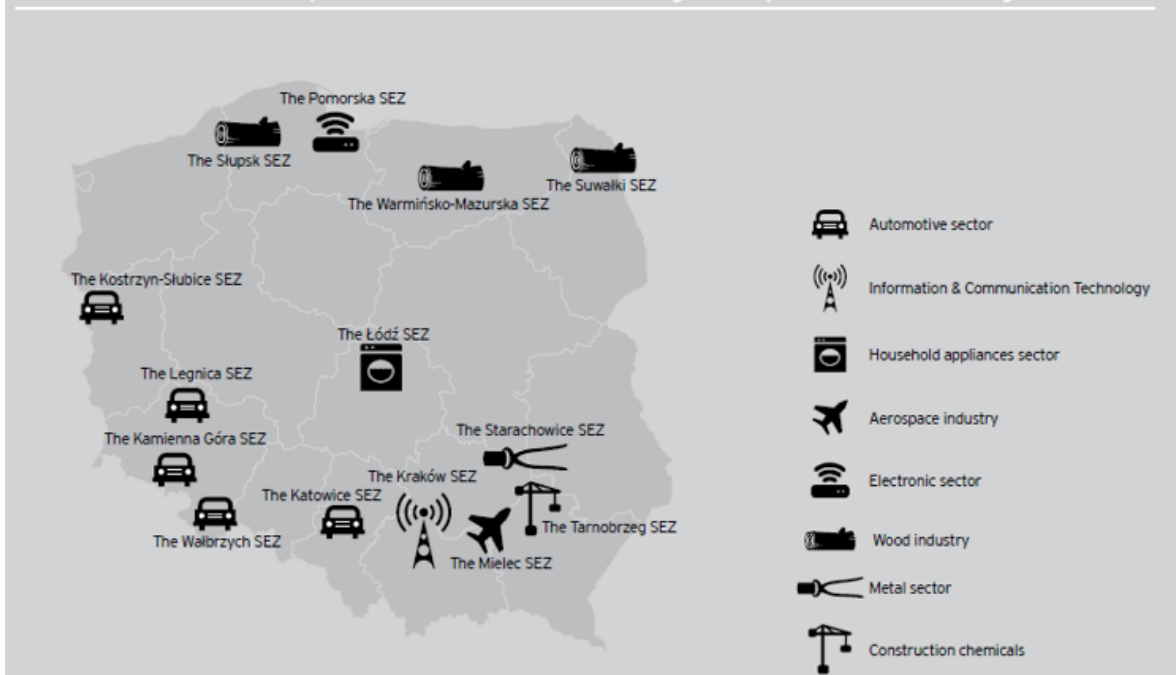 The Pomorska SEZ
The Słupsk SEZ
The Suwałki SEZ
The Warmińsko-Mazurska SEZ
The Kostrzyn-Słubice SEZ
The Łódź SEZ
The Legnica SEZ
The Kamienna Góra SEZ
The Starachowice SEZ
The Kraków SEZ
The Katowice SEZ
The Tarnobrzeg SEZ
The Wałbrzych SEZ
The Mielec SEZ
Automotive sector
Information & Communication Technology
Household appliances sector
Aerospace industry
Electronic sector
Wood industry
Metal sector
Construction chemicals